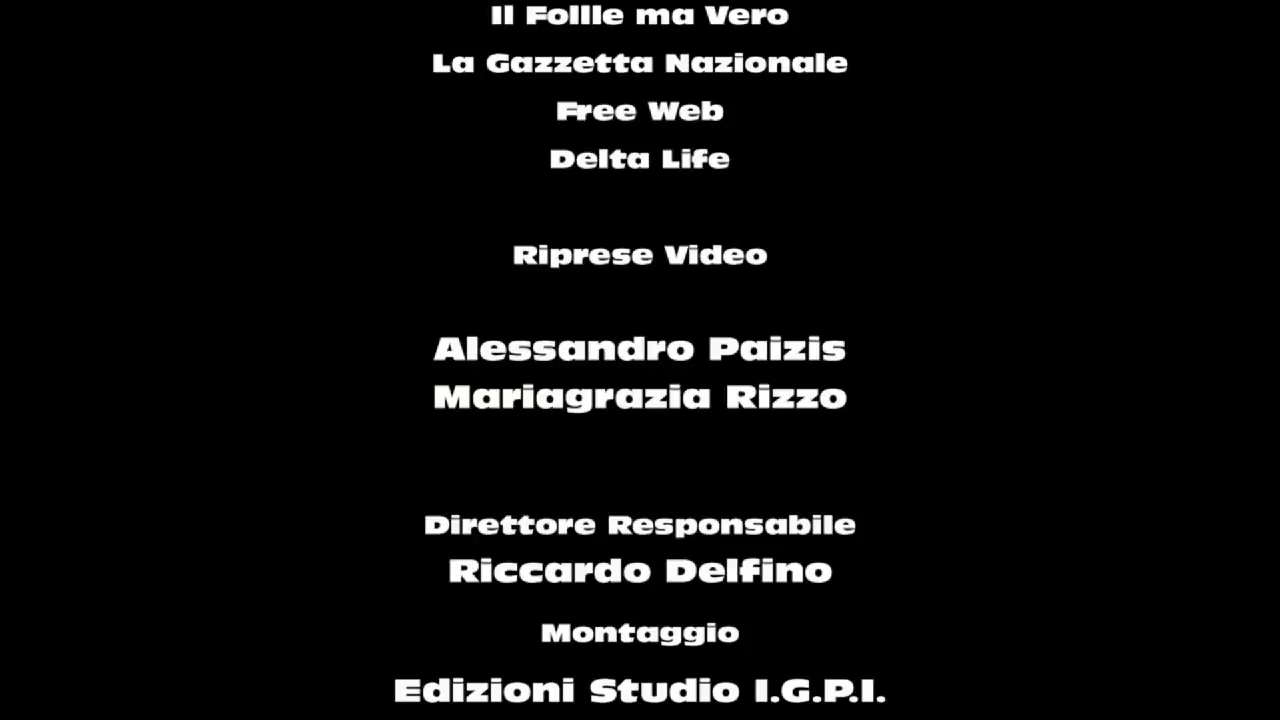 Il Follle ma Vero
La Gazzetta Nazionale
Free Web
Delta Life
Riprese Video
Alessandro Paizis
Mariagrazia Rizzo
Direttore Responsabile
Riccardo Delfino
Montaggio
Edizioni Studio I.G.P.I.